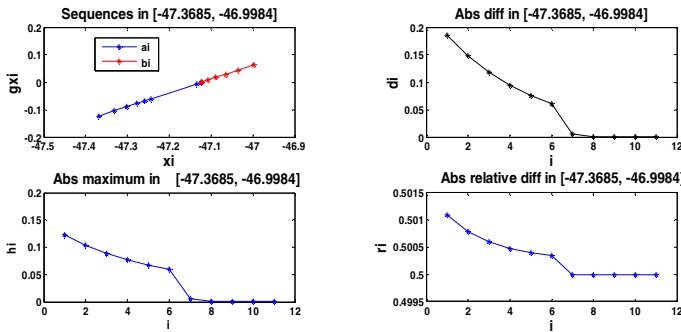 Sequences in [-47.3685, -46.9984]
0.2
0.1
0
-0.1
-0.2
gxi
ai
bi
-47.5 -47.4 -47.3 -47.2 -47.1 -47 -46.9
xi
Abs diff in [-47.3685, -46.9984]
0.2
0.15
0.1
0.05
0
di
0 2 4 6 8 10 12
i
Abs maximum in [-47.3685, -46.9984]
0.2
0.15
0.1
0.05
0
hi
0 2 4 6 8 10 12
i
Abs relative diff in [-47.3685, -46.9984]
0.5015
0.501
0.5005
0.5
0.4995
ri
0 2 4 6 8 10 12
i